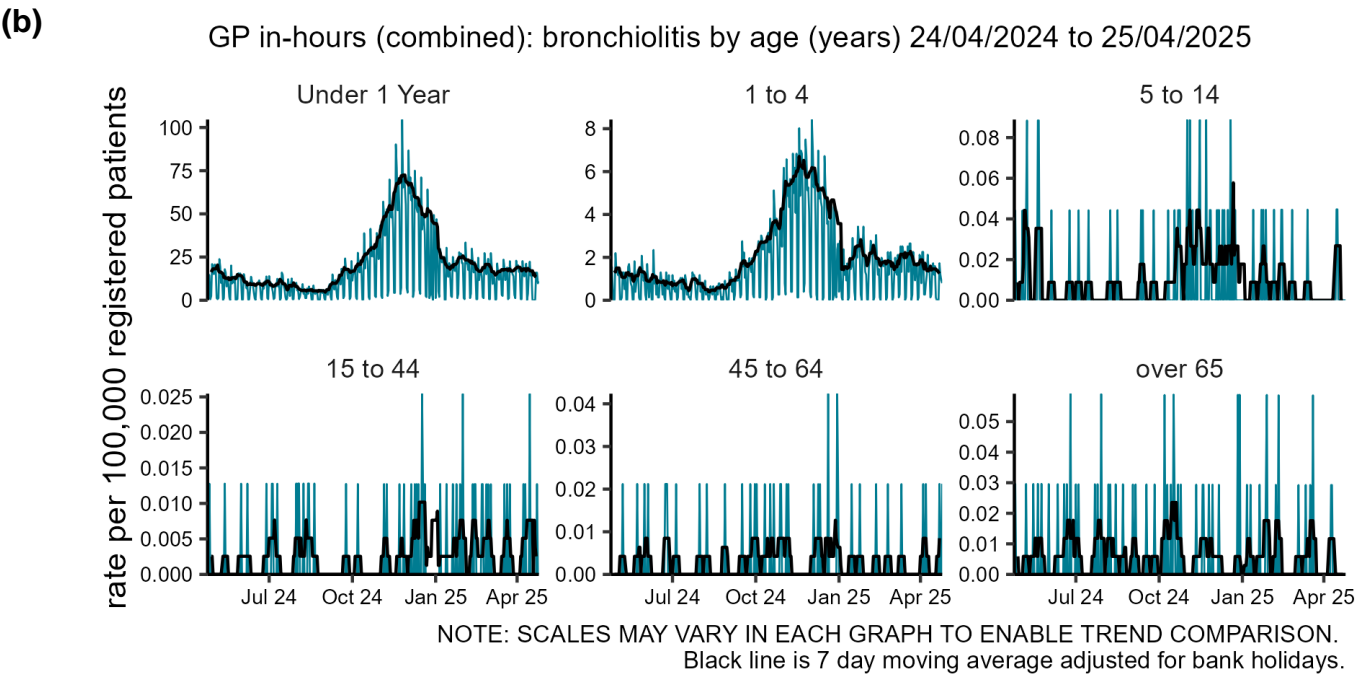 (b)
GP in-hours (combined): bronchiolitis by age (years) 24/04/2024 to 25/04/2025
rate per 100,000 registered patients
Under 1 Year
100
75
50
25
0
1 to 4
8
6
4
2
0
5 to 14
0.08
0.06
0.04
0.02
0.00
15 to 44
0.025
0.020
0.015
0.010
0.005
0.000
Jul 24 Oct 24 Jan 25 Apr 25
45 to 64
0.04
0.03
0.02
0.01
0.00
Jul 24 Oct 24 Jan 25 Apr 25
over 65
0.05
0.04
0.03
0.02
0.01
0.00
Jul 24 Oct 24 Jan 25 Apr 25
NOTE: SCALES MAY VARY IN EACH GRAPH TO ENABLE TREND COMPARISON.
Black line is 7 day moving average adjusted for bank holidays.